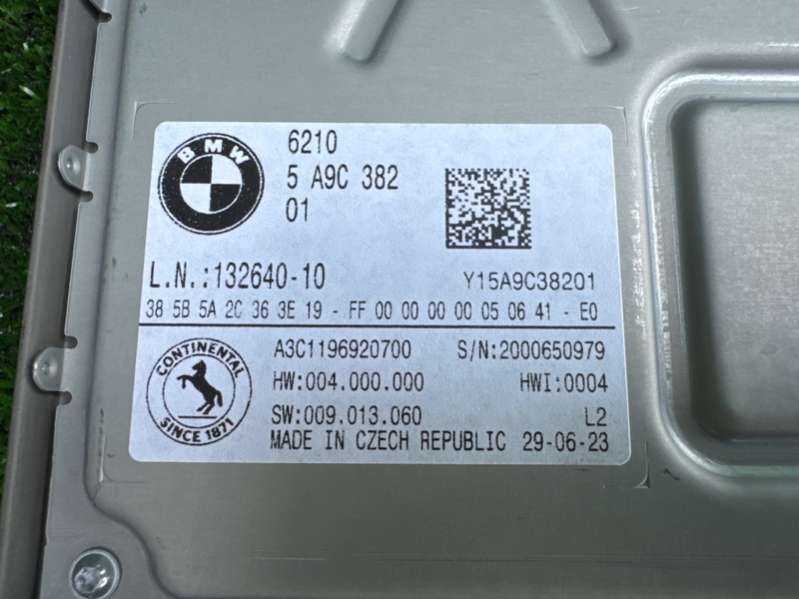 BMW
6210
5 A9C 382
01
L.N.:132640-10
Y15A9C38201
38 5B 5A 2C 36 3E 19 - FF 00 00 00 00 05 06 41 - E0
CONTINENTAL
SINCE 1871
A3C1196920700 S/N:2000650979
HW:004.000.000 HWI:0004
SW:009.013.060 L2
MADE IN CZECH REPUBLIC 29-06-23